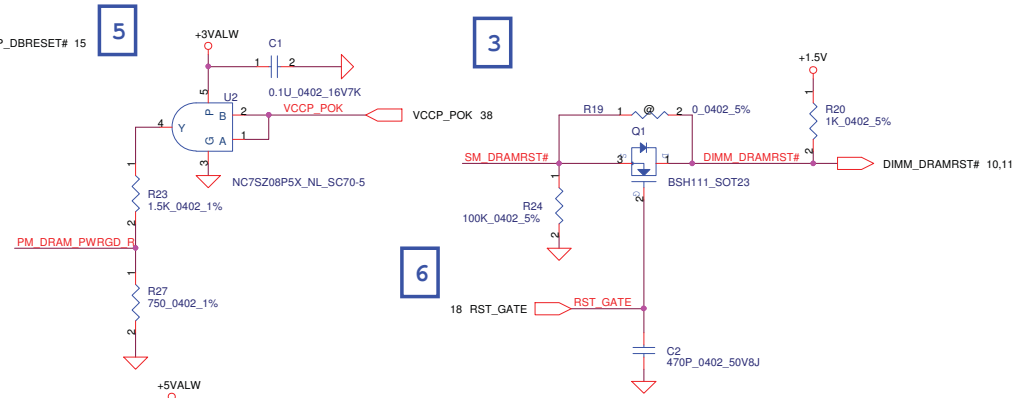 5
P_DBRESET# 15
+3VALW
C1
1 2
0.1U_0402_16V7K
5
U2
P
B
2
VCCP_POK
VCCP_POK 38
4
Y
G
A
1
3
NC7SZ08P5X_NL_SC70-5
1
R23
1.5K_0402_1%
2
PM_DRAM_PWRGD_R
1
R27
750_0402_1%
2
+5VALW
3
+1.5V
R19
1
@
2
0_0402_5%
1
R20
1K_0402_5%
2
Q1
SM_DRAMRST#
3
1
DIMM_DRAMRST#
DIMM_DRAMRST# 10,11
BSH111_SOT23
G
2
1
R24
100K_0402_5%
2
6
18 RST_GATE
RST_GATE
C2
470P_0402_50V8J